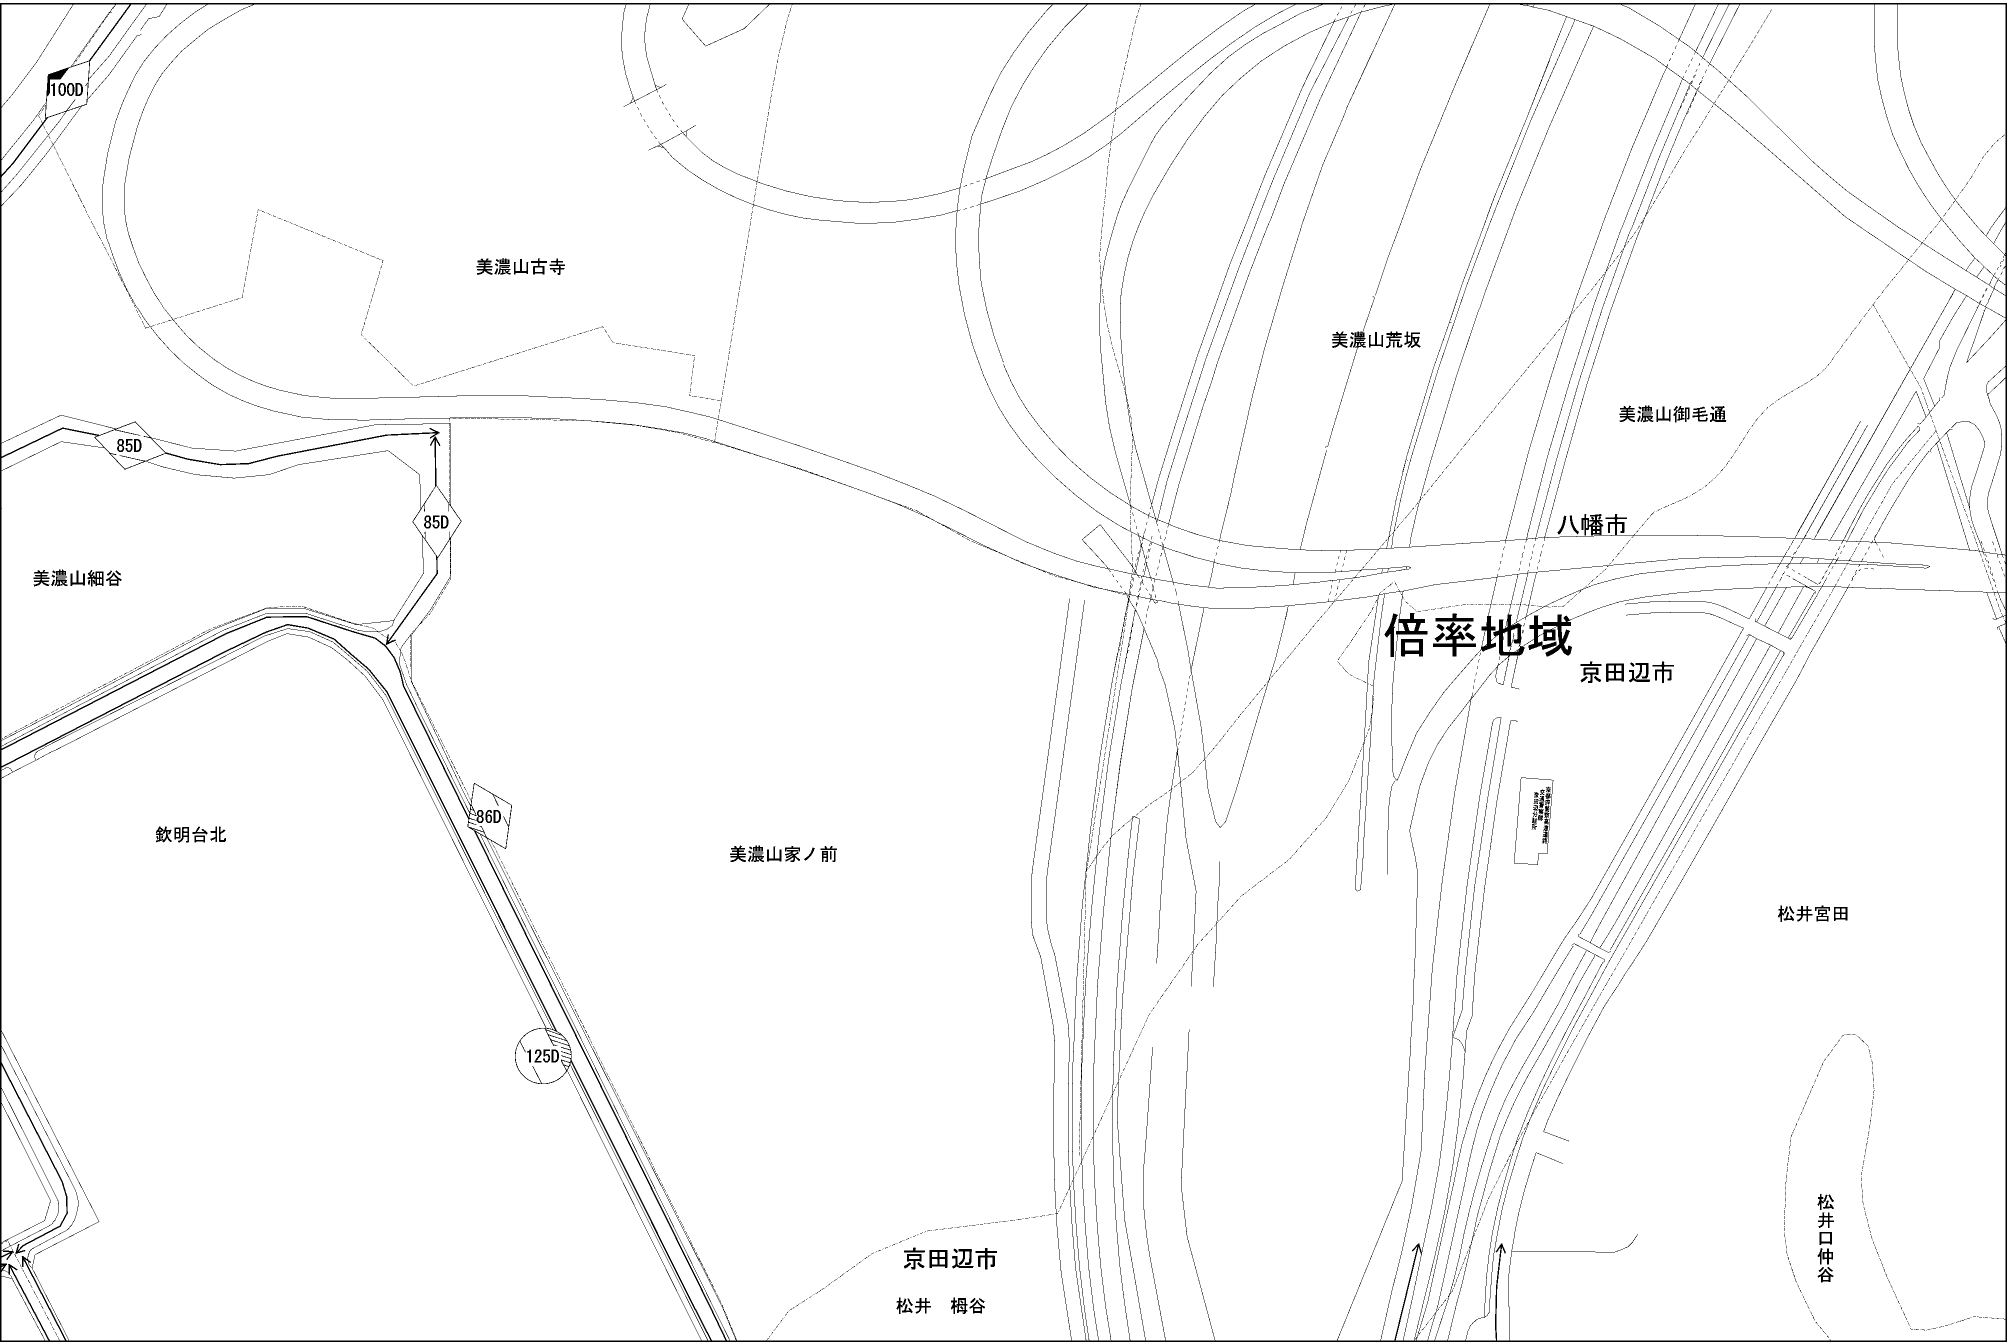 100D
美濃山古寺
美濃山荒坂
美濃山御毛通
85D
85D
八幡市
美濃山細谷
倍率地域
京田辺市
86D
欽明台北
美濃山家ノ前
松井宮田
125D
松井口仲谷
京田辺市
松井　栂谷